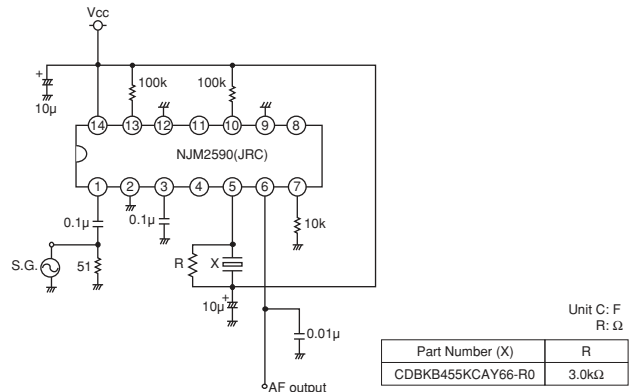 Vcc
+
10μ
100k
100k
14
13
12
11
10
9
8
NJM2590(JRC)
1
2
3
4
5
6
7
0.1μ
0.1μ
10k
S.G.
51
R
X
10μ
+
0.01μ
AF output
Unit C: F
R: Ω
Part Number (X) R
CDBKB455KCAY66-R0 3.0kΩ